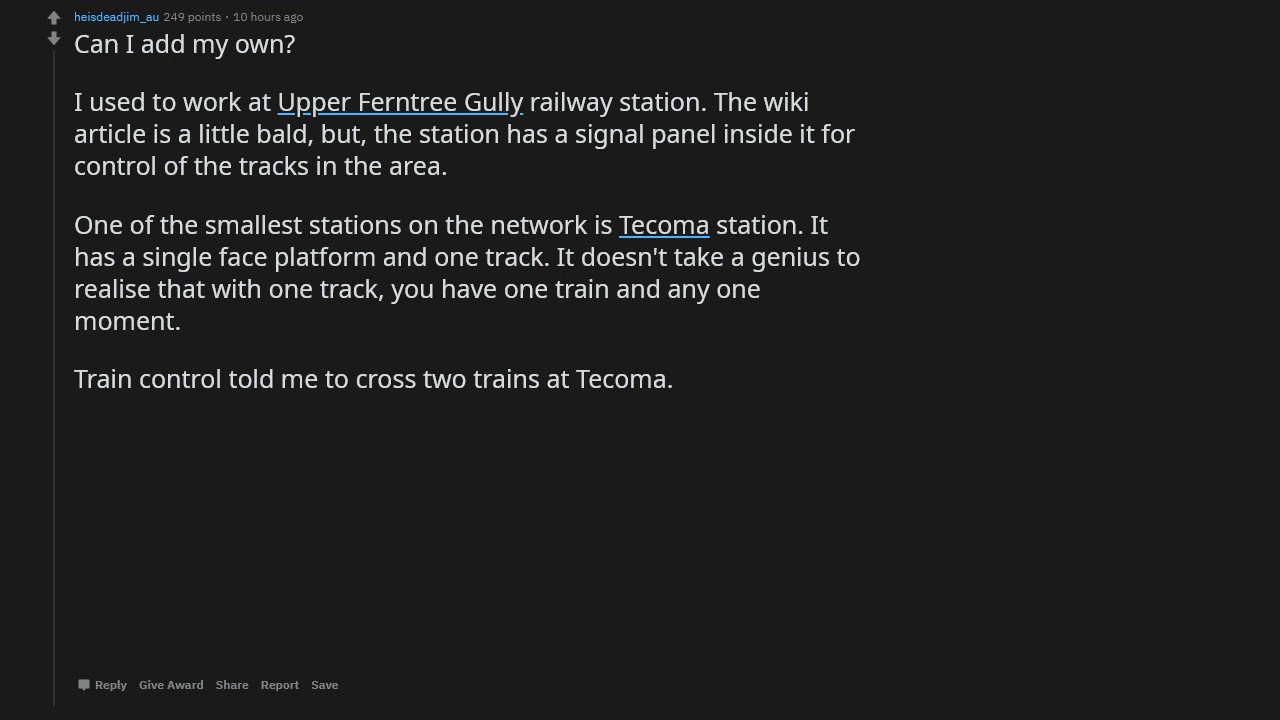 heisdeadjim_au 249 points · 10 hours ago
Can I add my own?
I used to work at Upper Ferntree Gully railway station. The wiki
article is a little bald, but, the station has a signal panel inside it for
control of the tracks in the area.
One of the smallest stations on the network is Tecoma station. It
has a single face platform and one track. It doesn't take a genius to
realise that with one track, you have one train and any one
moment.
Train control told me to cross two trains at Tecoma.
Reply Give Award Share Report Save